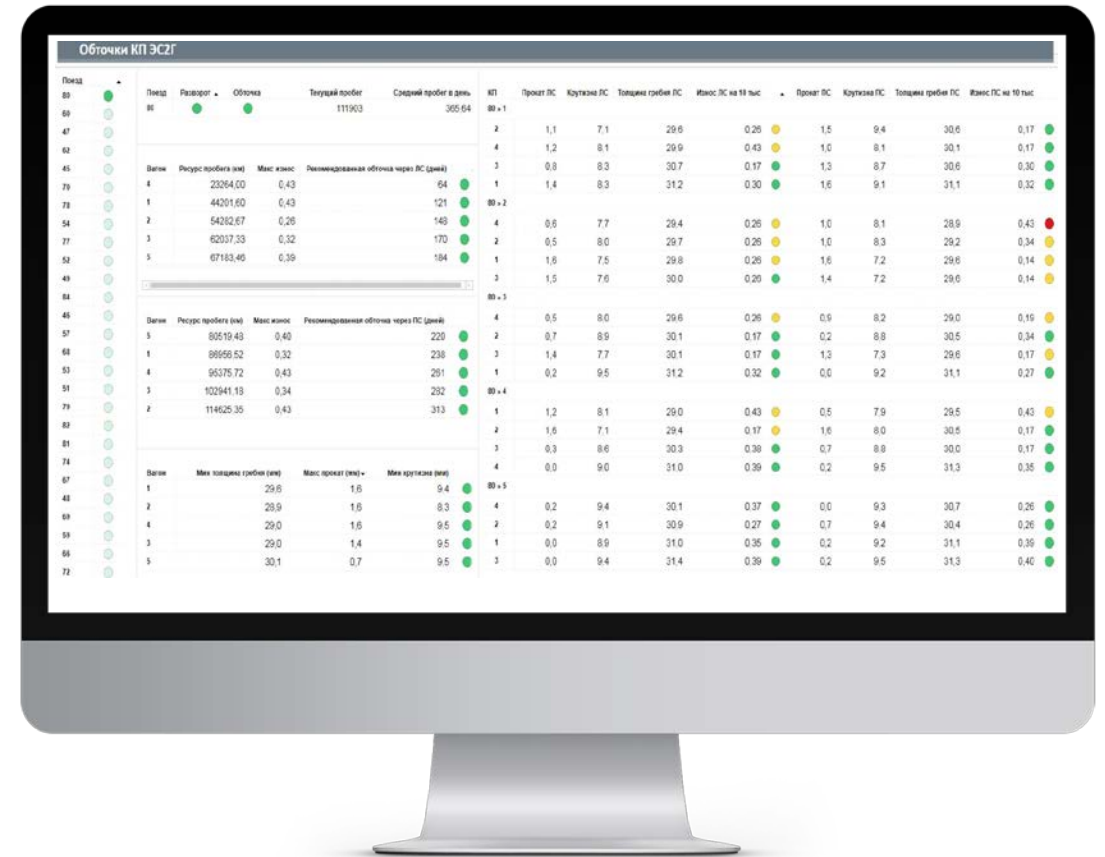 Обточки КП ЭС2Г
Поезд
80
60
47
62
45
70
78
54
77
52
49
84
46
57
68
53
51
79
82
81
74
67
48
69
59
66
72
Поезд Разворот Обточка Текущий пробег Средний пробег в день
80 111903 365.64
Вагон Ресурс пробега (км) Макс износ Рекомендованная обточка через ЛС (дней)
4 23264,00 0,43 64
1 44201,60 0,43 121
2 54282,67 0,26 148
3 62037,33 0,32 170
5 67183,46 0,39 184
Вагон Ресурс пробега (км) Макс износ Рекомендованная обточка через ПС (дней)
5 80519,48 0,40 220
1 86956,52 0,32 238
4 95375,72 0,43 261
3 102941,18 0,34 282
2 114625,35 0,43 313
Вагон Мин толщина гребня (мм) Макс прокат (мм) Мин крутизна (мм)
1 29,6 1,6 9.4
2 28,9 1,6 8.3
4 29,0 1,6 9.5
3 29,0 1,4 9.5
5 30,1 0,7 9.5
КП Прокат ЛС Крутизна ЛС Толщина гребня ЛС Износ ЛС на 10 тыс Прокат ПС Крутизна ПС Толщина гребня ПС Износ ПС на 10 тыс
80 » 1
2 1,1 7,1 29,6 0,26 1,5 9,4 30,6 0,17
4 1,2 8,1 29,9 0,43 1,0 8,1 30,1 0,17
3 0,8 8,3 30,7 0,17 1,3 8,7 30,6 0,30
1 1,4 8,3 31,2 0,30 1,6 9,1 31,1 0,32
80 » 2
4 0,6 7,7 29,4 0,26 1,0 8,1 28,9 0,43
2 0,5 8,0 29,7 0,26 1,0 8,3 29,2 0,34
1 1,6 7,5 29,8 0,26 1,6 7,2 29,6 0,14
3 1,5 7,6 30,0 0,26 1,4 7,2 29,6 0,14
80 » 3
4 0,5 8,0 29,6 0,26 0,9 8,2 29,0 0,19
2 0,7 8,9 30,1 0,17 0,2 8,8 30,5 0,34
3 1,4 7,7 30,1 0,17 1,3 7,3 29,6 0,17
1 0,2 9,5 31,2 0,32 0,0 9,2 31,1 0,27
80 » 4
1 1,2 8,1 29,0 0,43 0,5 7,9 29,5 0,43
2 1,6 7,1 29,4 0,17 1,6 8,0 30,5 0,17
3 0,3 8,6 30,3 0,38 0,7 8,8 30,0 0,17
4 0,0 9,0 31,0 0,39 0,2 9,5 31,3 0,35
80 » 5
4 0,2 9,4 30,1 0,37 0,0 9,3 30,7 0,26
2 0,2 9,1 30,9 0,27 0,7 9,4 30,4 0,26
1 0,0 8,9 31,0 0,35 0,2 9,2 31,1 0,39
3 0,0 9,4 31,4 0,39 0,2 9,5 31,3 0,40